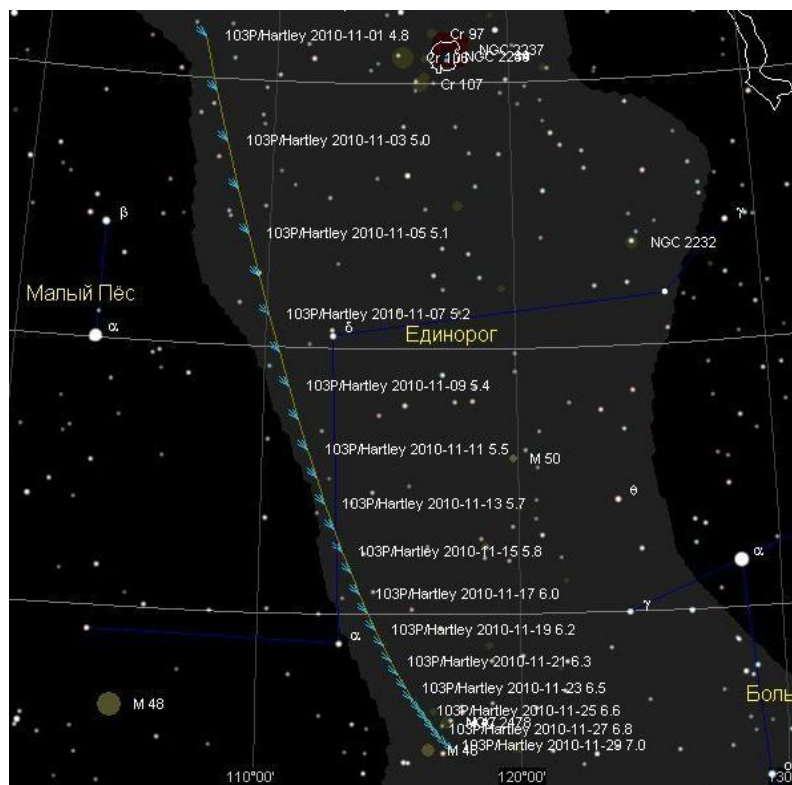 103P/Hartley 2010-11-01 4.8
Cr 97
NGC 2237
Cr 106
Cr 107
103P/Hartley 2010-11-03 5.0
β
γ
103P/Hartley 2010-11-05 5.1
NGC 2232
Малый Пёс
103P/Hartley 2010-11-07 5.2
α
δ
Единорог
103P/Hartley 2010-11-09 5.4
103P/Hartley 2010-11-11 5.5
M 50
θ
103P/Hartley 2010-11-13 5.7
103P/Hartley 2010-11-15 5.8
α
103P/Hartley 2010-11-17 6.0
γ
103P/Hartley 2010-11-19 6.2
α
103P/Hartley 2010-11-21 6.3
103P/Hartley 2010-11-23 6.5
Боль
M 48
103P/Hartley 2010-11-25 6.6
2478
103P/Hartley 2010-11-27 6.8
103P/Hartley 2010-11-29 7.0
M 46
110°00'
120°00'
130°00'
ο